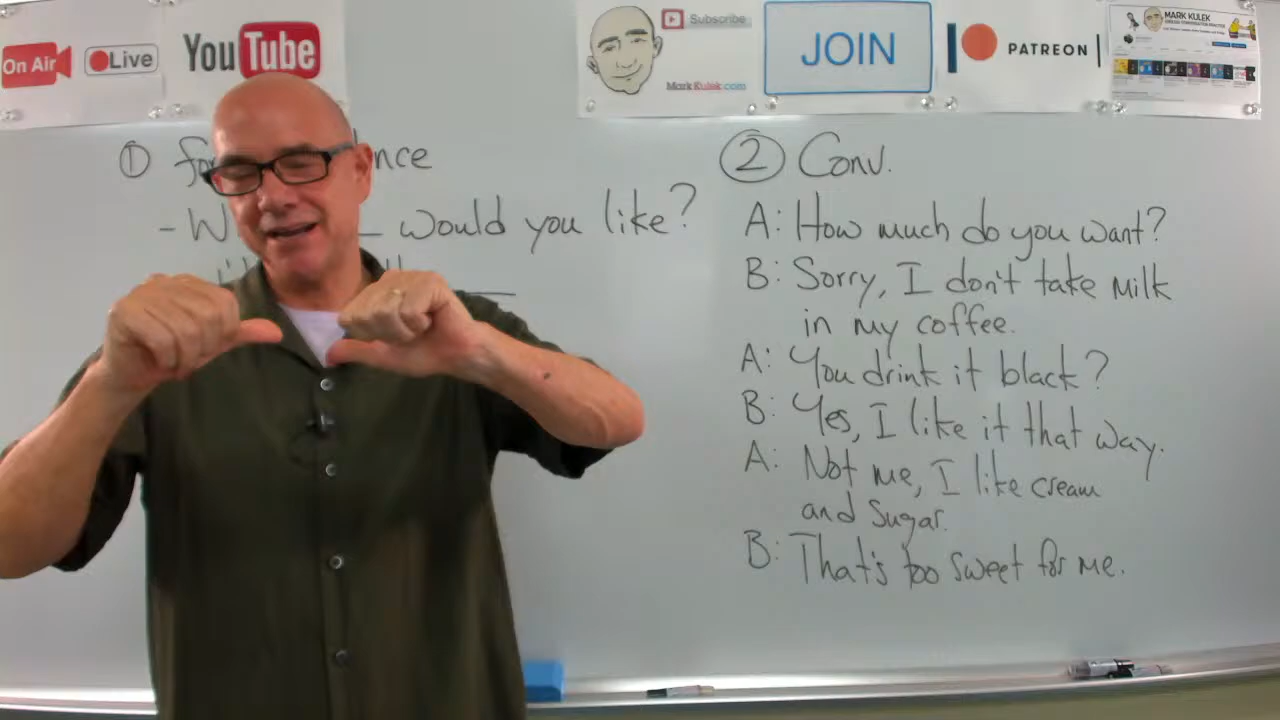 On Air
Live
YouTube
Subscribe
MarkKulek.com
JOIN
PATREON
MARK KULEK
① nce
- W would you like?
② Conv.
A: How much do you want?
B: Sorry, I don't take milk
in my coffee.
A: You drink it black?
B: Yes, I like it that way.
A: Not me, I like cream
and sugar.
B: That's too sweet for me.